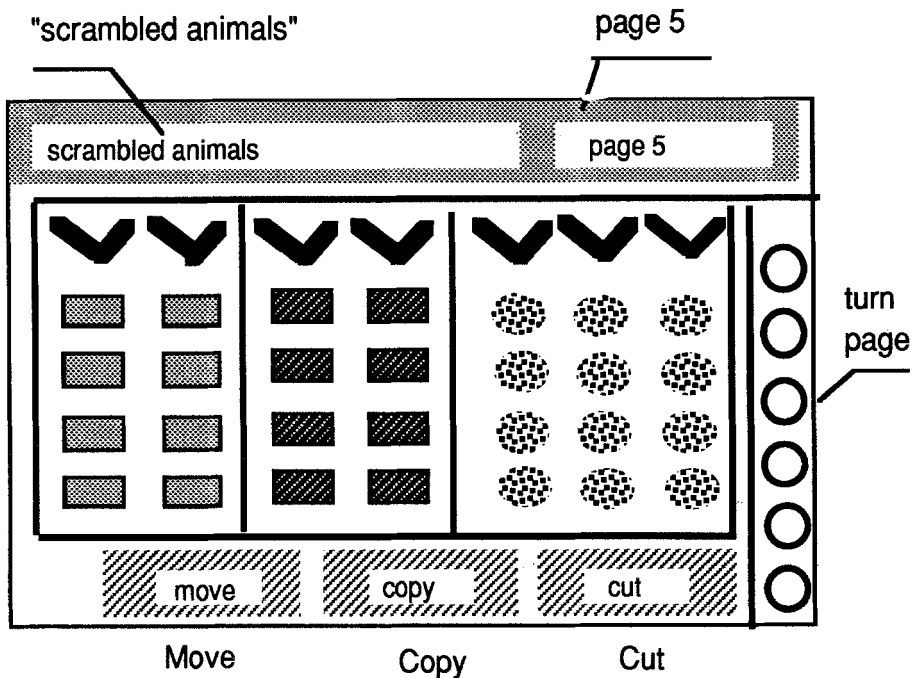 "scrambled animals"
page 5
scrambled animals
page 5
turn
page
move
copy
cut
Move
Copy
Cut